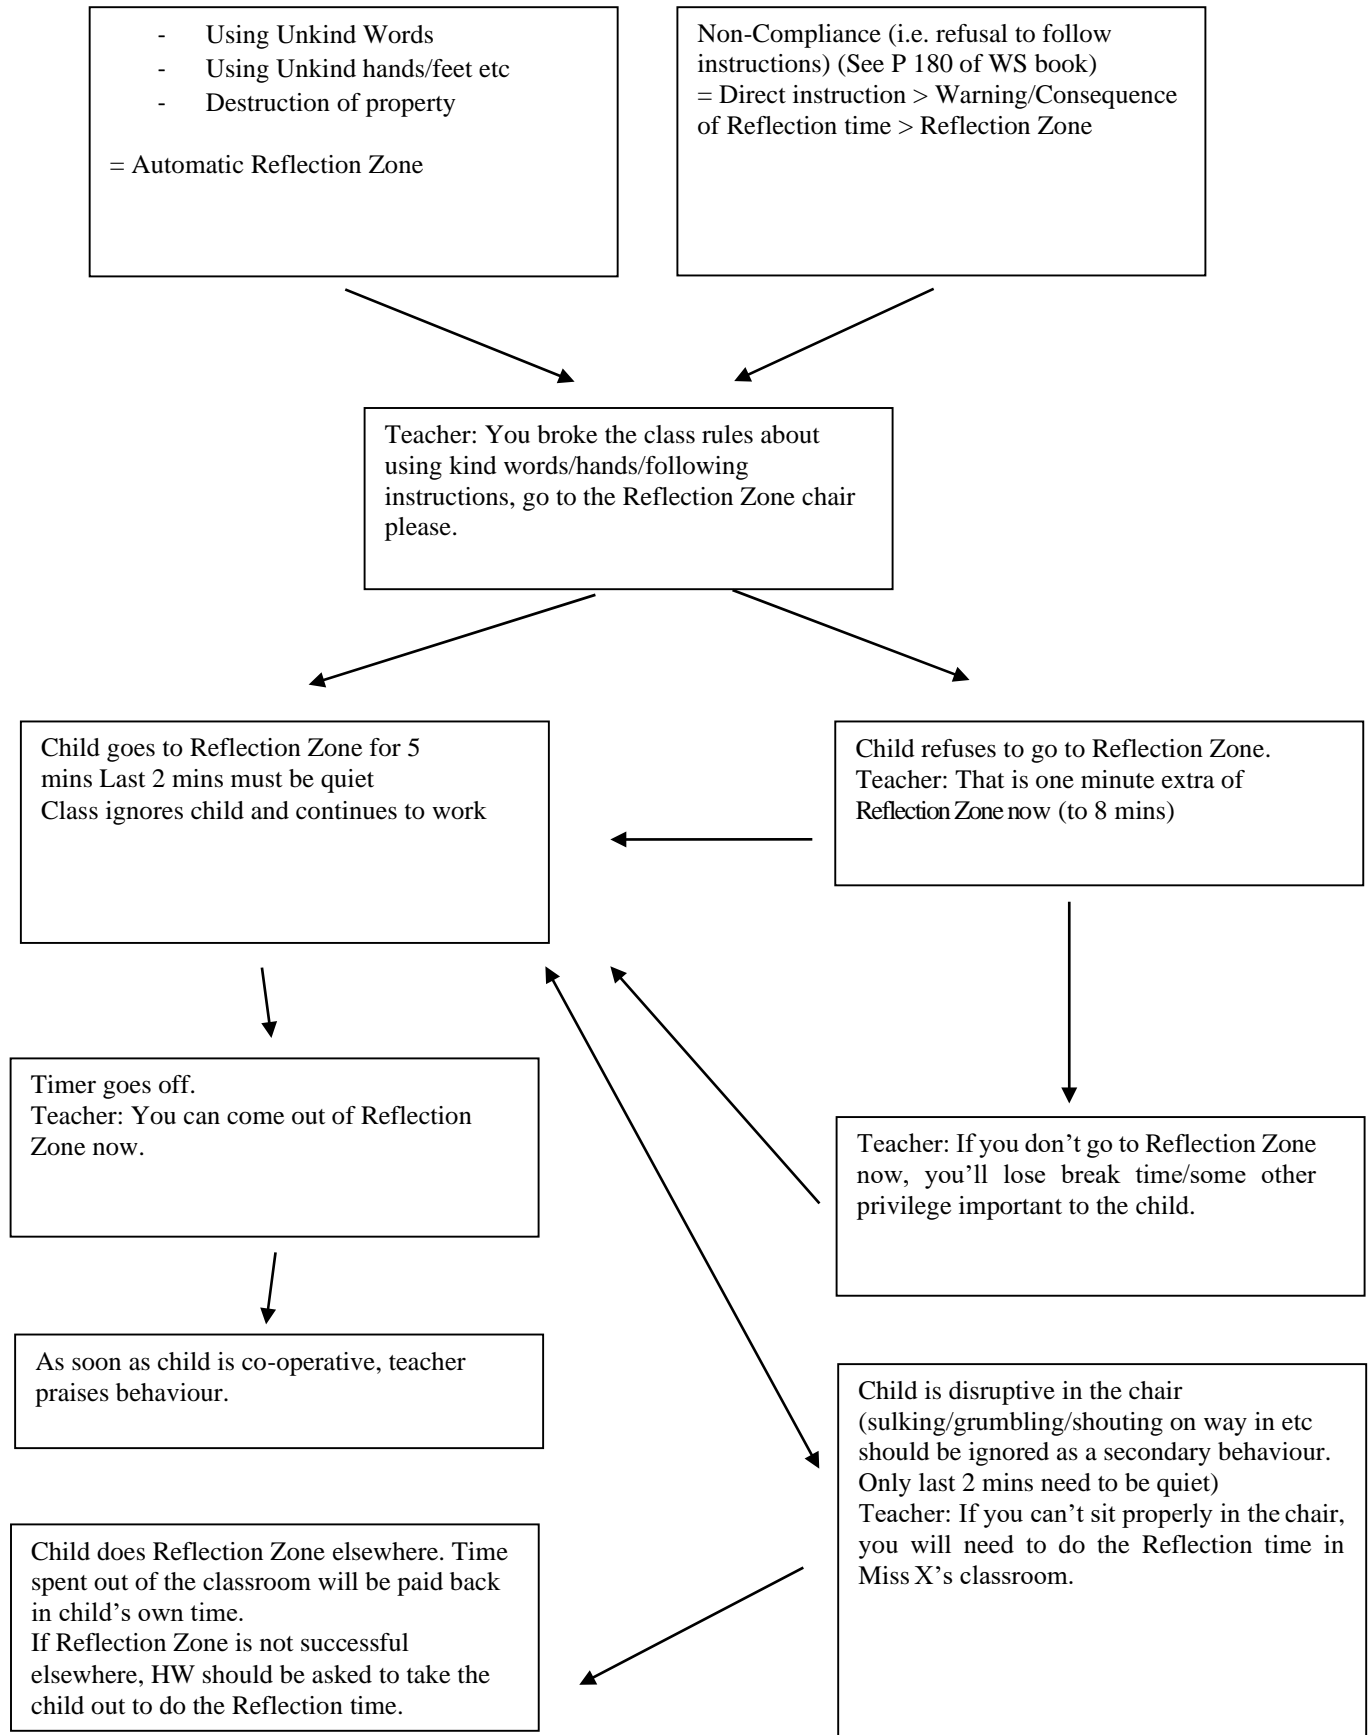 - Using Unkind Words
- Using Unkind hands/feet etc
- Destruction of property
= Automatic Reflection Zone
Non-Compliance (i.e. refusal to follow
instructions) (See P 180 of WS book)
= Direct instruction > Warning/Consequence
of Reflection time > Reflection Zone
Teacher: You broke the class rules about
using kind words/hands/following
instructions, go to the Reflection Zone chair
please.
Child goes to Reflection Zone for 5
mins Last 2 mins must be quiet
Class ignores child and continues to work
Child refuses to go to Reflection Zone.
Teacher: That is one minute extra of
Reflection Zone now (to 8 mins)
Timer goes off.
Teacher: You can come out of Reflection
Zone now.
Teacher: If you don’t go to Reflection Zone
now, you’ll lose break time/some other
privilege important to the child.
As soon as child is co-operative, teacher
praises behaviour.
Child is disruptive in the chair
(sulking/grumbling/shouting on way in etc
should be ignored as a secondary behaviour.
Only last 2 mins need to be quiet)
Teacher: If you can’t sit properly in the chair,
you will need to do the Reflection time in
Miss X’s classroom.
Child does Reflection Zone elsewhere. Time
spent out of the classroom will be paid back
in child’s own time.
If Reflection Zone is not successful
elsewhere, HW should be asked to take the
child out to do the Reflection time.